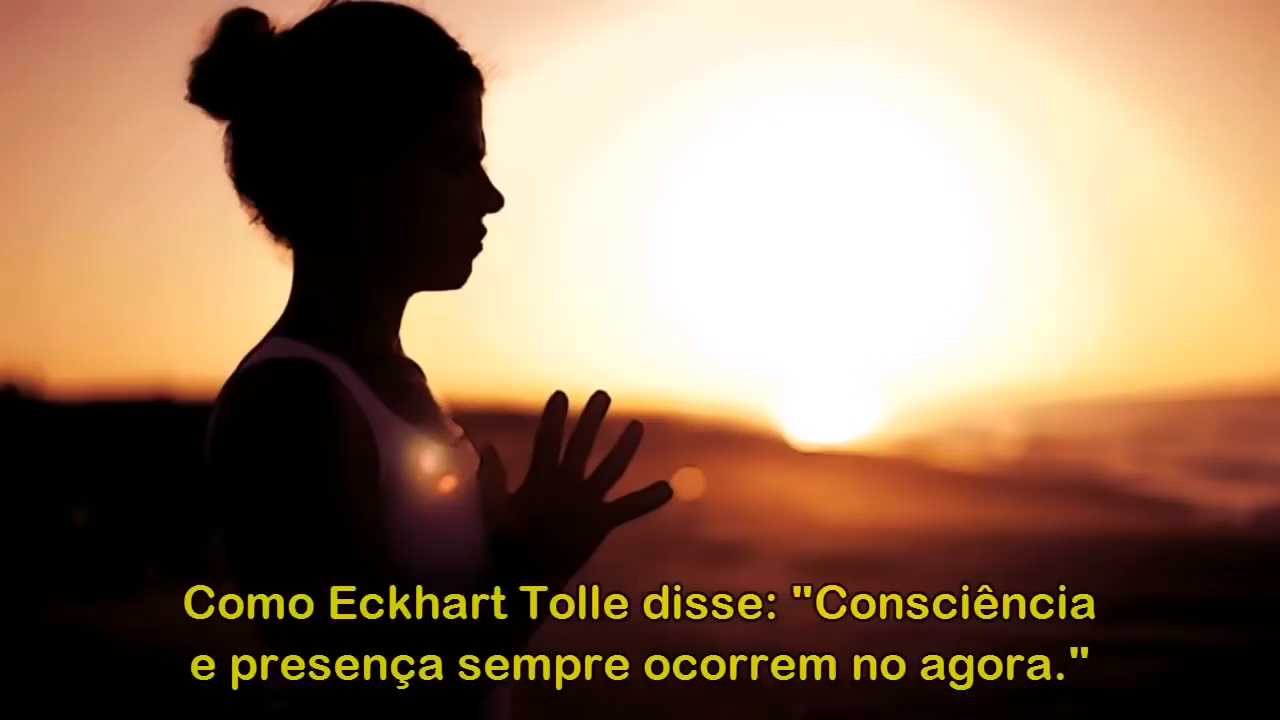 Como Eckhart Tolle disse: "Consciência
e presença sempre ocorrem no agora."